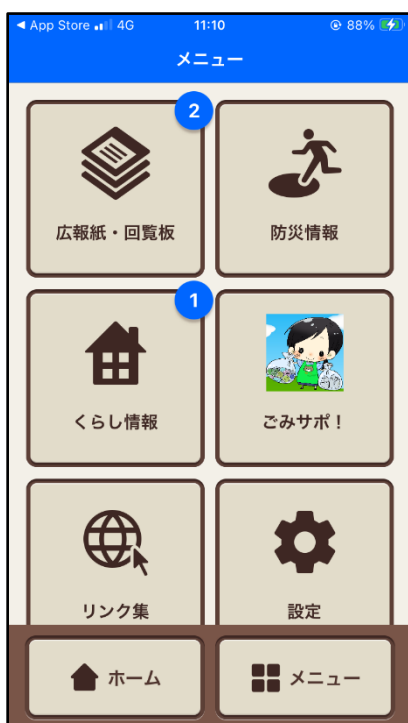 App Store 4G 11:10 88%
メニュー
2
広報紙・回覧板 防災情報
1
くらし情報 ごみサポ!
リンク集 設定
ホーム メニュー